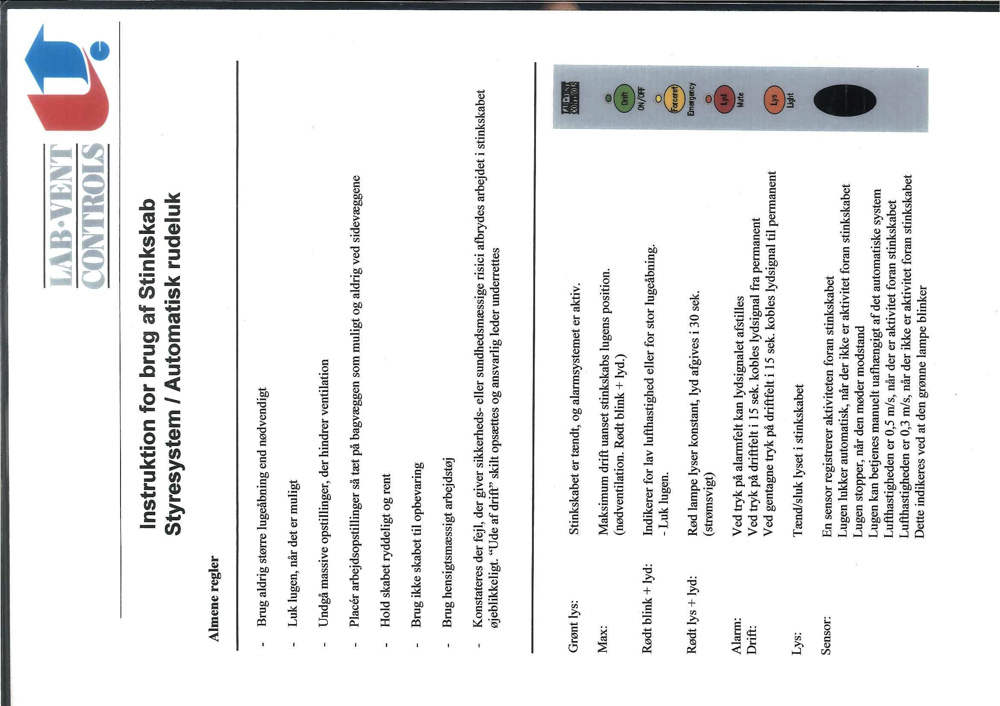 LAB·VENT
CONTROLS
Instruktion for brug af Stinkskab
Styresystem / Automatisk rudeluk
Almene regler
- Brug aldrig større lugeåbning end nødvendigt
- Luk lugen, når det er muligt
- Undgå massive opstillinger, der hindrer ventilation
- Placér arbejdsopstillinger så tæt på bagvæggen som muligt og aldrig ved sidevæggene
- Hold skabet ryddeligt og rent
- Brug ikke skabet til opbevaring
- Brug hensigtsmæssigt arbejdstøj
- Konstateres der fejl, der giver sikkerheds- eller sundhedsmæssige risici afbrydes arbejdet i stinkskabet
øjeblikkeligt. “Ude af drift” skilt opsættes og ansvarlig leder underrettes
Grønt lys: Stinkskabet er tændt, og alarmsystemet er aktiv.
Max: Maksimum drift uanset stinkskabs lugens position.
(nødventilation. Rødt blink + lyd.)
Rødt blink + lyd: Indikerer for lav lufthastighed eller for stor lugeåbning.
- Luk lugen.
Rødt lys + lyd: Rød lampe lyser konstant, lyd afgives i 30 sek.
(strømsvigt)
Alarm: Ved tryk på alarmfelt kan lydsignalet afstilles
Drift: Ved tryk på driftfelt i 15 sek. kobles lydsignal fra permanent
Ved gentagne tryk på driftfelt i 15 sek. kobles lydsignal til permanent
Lys: Tænd/sluk lyset i stinkskabet
Sensor: En sensor registrerer aktiviteten foran stinkskabet
Lugen lukker automatisk, når der ikke er aktivitet foran stinkskabet
Lugen stopper, når den møder modstand
Lugen kan betjenes manuelt uafhængigt af det automatiske system
Lufthastigheden er 0,5 m/s, når der er aktivitet foran stinkskabet
Lufthastigheden er 0,3 m/s, når der ikke er aktivitet foran stinkskabet
Dette indikeres ved at den grønne lampe blinker
LAB·VENT
CONTROLS
Drift
ON/OFF
Forceret
Emergency
Lyd
Mute
Lys
Light